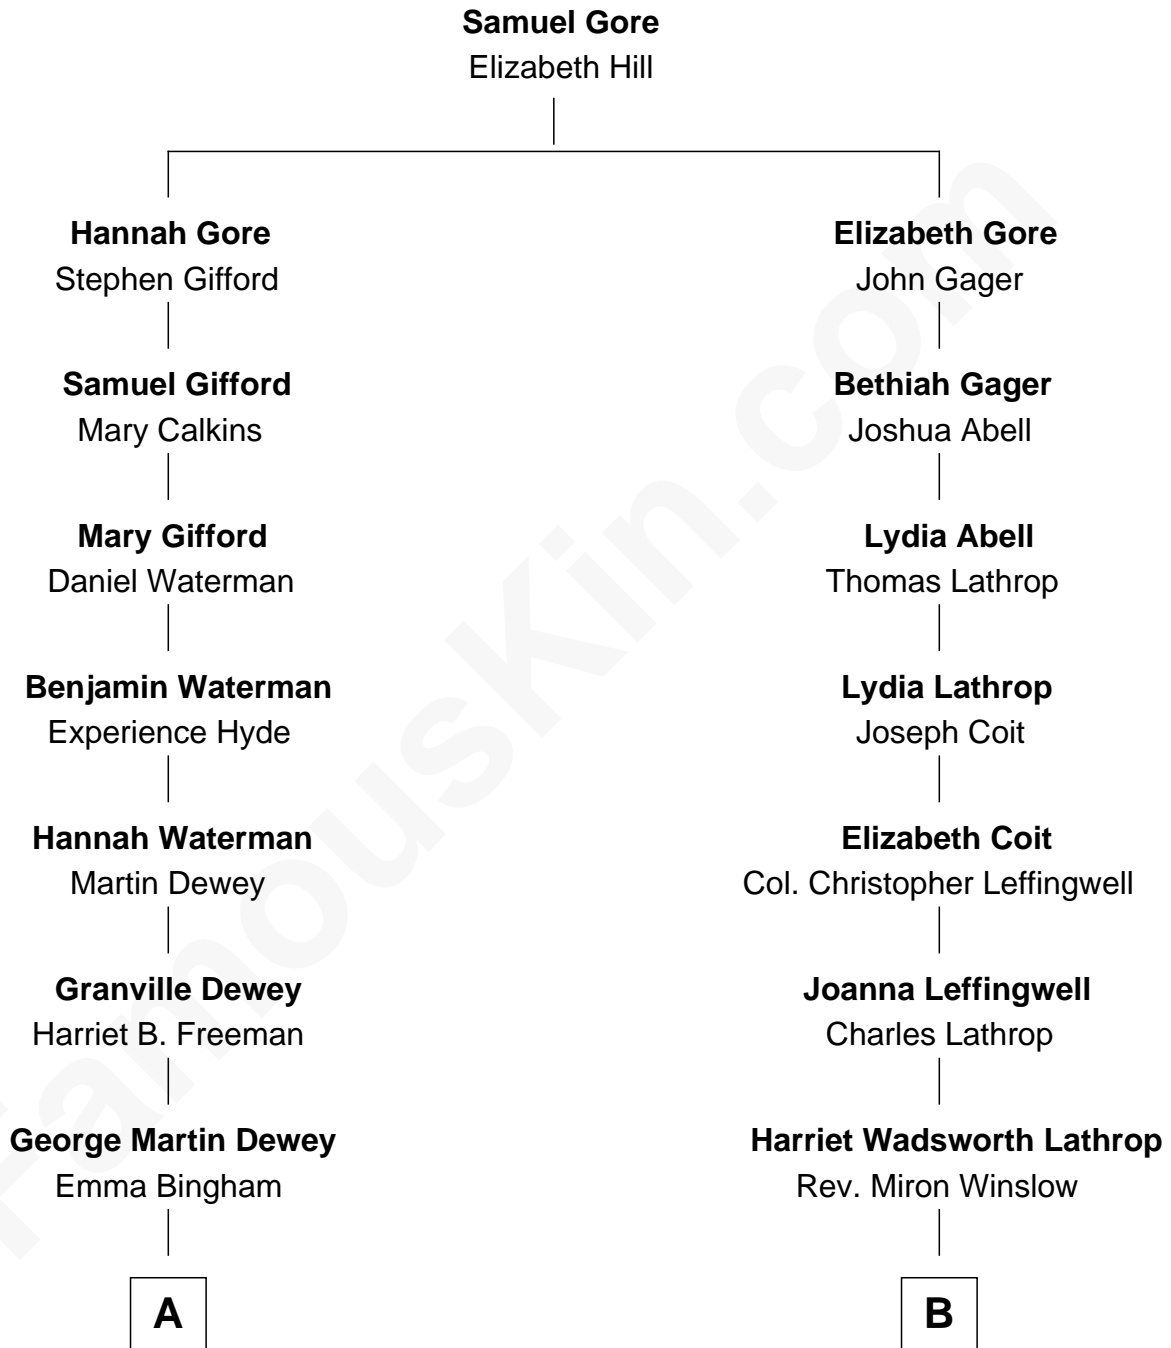 Samuel Gore
Elizabeth Hill
Hannah Gore
Stephen Gifford
Elizabeth Gore
John Gager
Samuel Gifford
Mary Calkins
Bethiah Gager
Joshua Abell
Mary Gifford
Daniel Waterman
Lydia Abell
Thomas Lathrop
Benjamin Waterman
Experience Hyde
Lydia Lathrop
Joseph Coit
Hannah Waterman
Martin Dewey
Elizabeth Coit
Col. Christopher Leffingwell
Granville Dewey
Harriet B. Freeman
Joanna Leffingwell
Charles Lathrop
George Martin Dewey
Emma Bingham
Harriet Wadsworth Lathrop
Rev. Miron Winslow
A
B
FamousKin.com